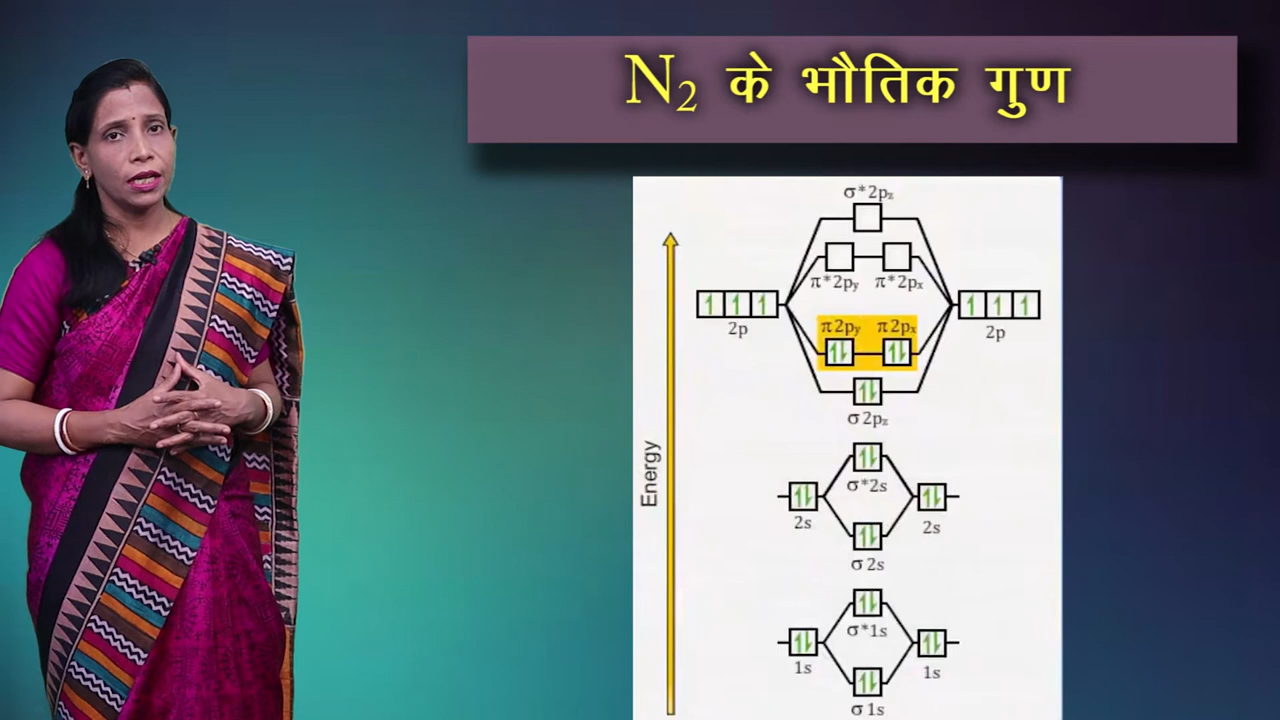 N₂ के भौतिक गुण
σ*2pz
π*2py π*2px
2p 2p
π2py π2px
σ2pz
Energy
σ*2s
2s 2s
σ2s
σ*1s
1s 1s
σ1s